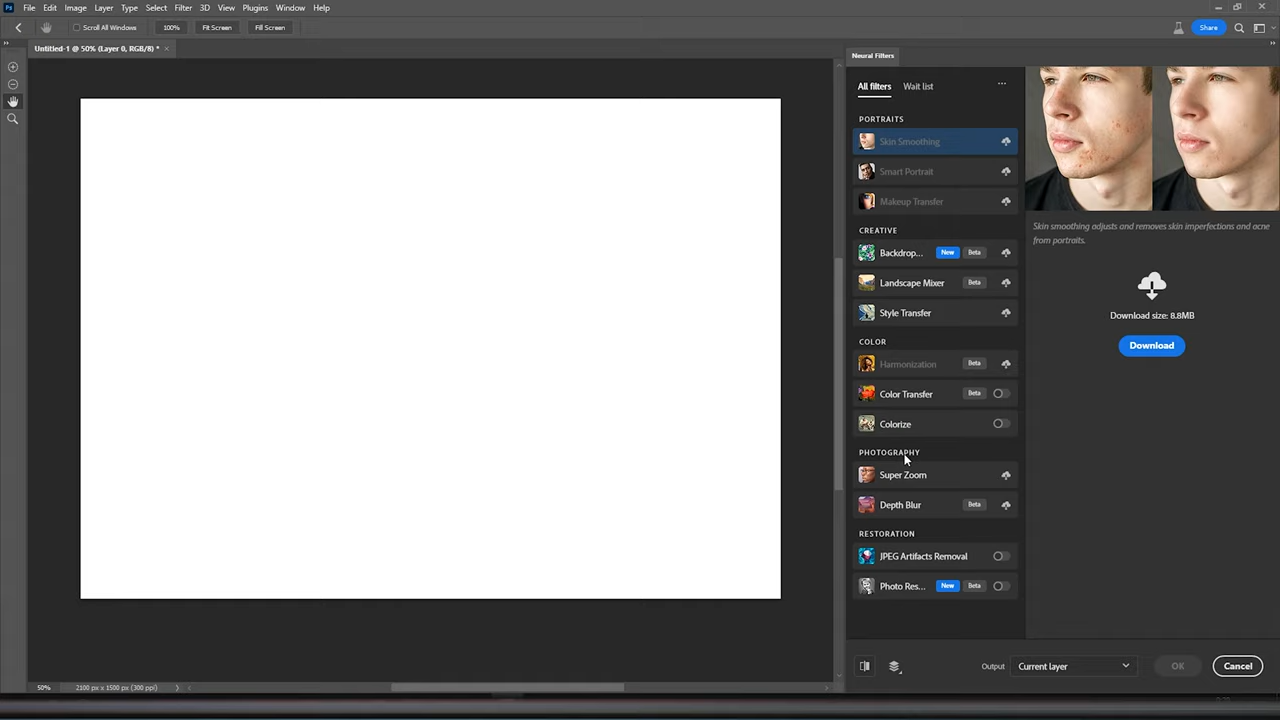 Ps File Edit Image Layer Type Select Filter 3D View Plugins Window Help
Scroll All Windows 100% Fit Screen Fill Screen Share
Untitled-1 @ 50% (Layer 0, RGB/8) * ×
Neural Filters
All filters Wait list ...
PORTRAITS
Skin Smoothing
Smart Portrait
Makeup Transfer
CREATIVE
Backdrop... New Beta
Landscape Mixer Beta
Style Transfer
COLOR
Harmonization Beta
Color Transfer Beta
Colorize
PHOTOGRAPHY
Super Zoom
Depth Blur Beta
RESTORATION
JPEG Artifacts Removal
Photo Res... New Beta
Skin smoothing adjusts and removes skin imperfections and acne
from portraits.
Download size: 8.8MB
Download
Output Current layer OK Cancel
50% 2100 px x 1500 px (300 ppi)